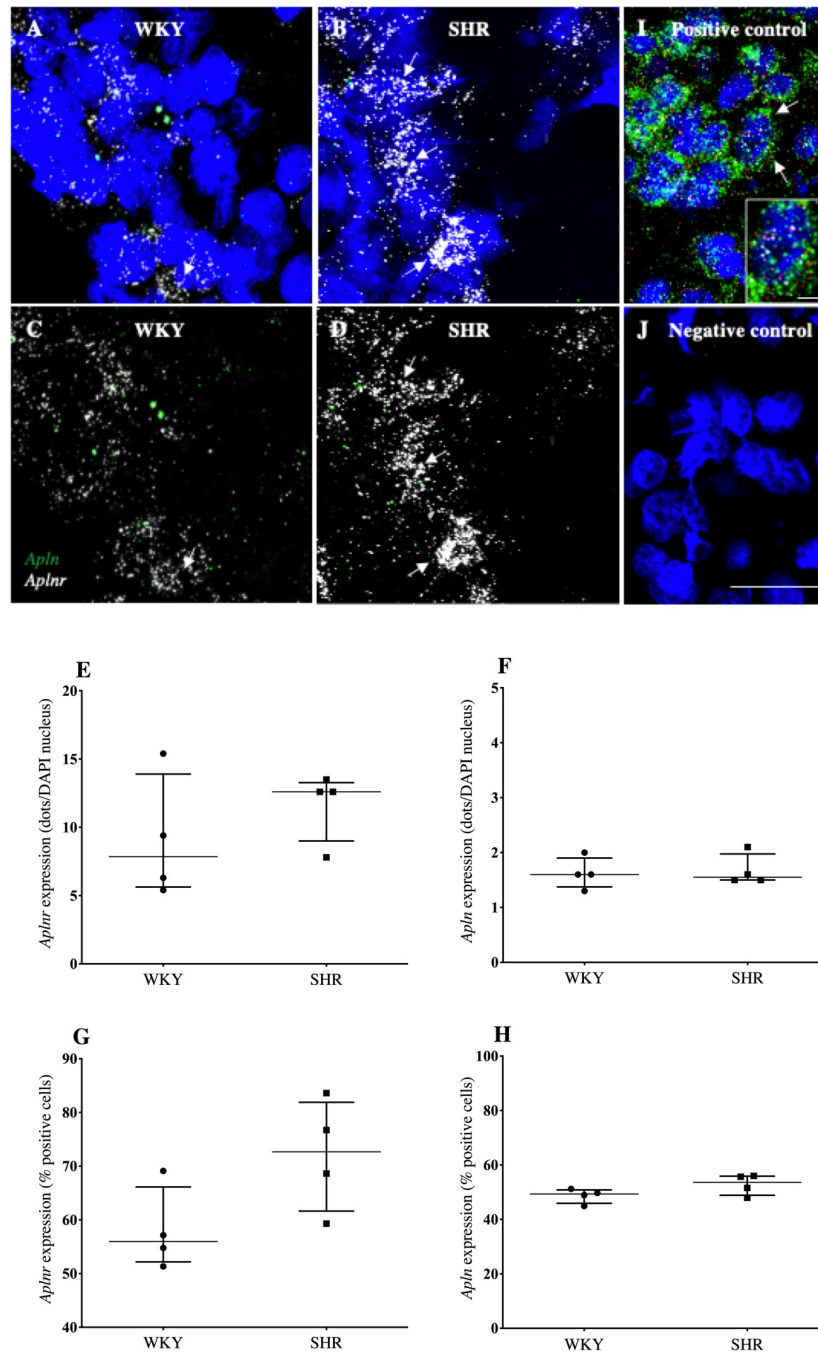 A WKY
B SHR
I Positive control
C WKY
D SHR
J Negative control
Apln
Aplnr
E
Aplnr expression (dots/DAPI nucleus)
20
15
10
5
0
WKY SHR
F
Apln expression (dots/DAPI nucleus)
5
4
3
2
1
0
WKY SHR
G
Aplnr expression (% positive cells)
90
80
70
60
50
40
WKY SHR
H
Apln expression (% positive cells)
100
80
60
40
20
0
WKY SHR